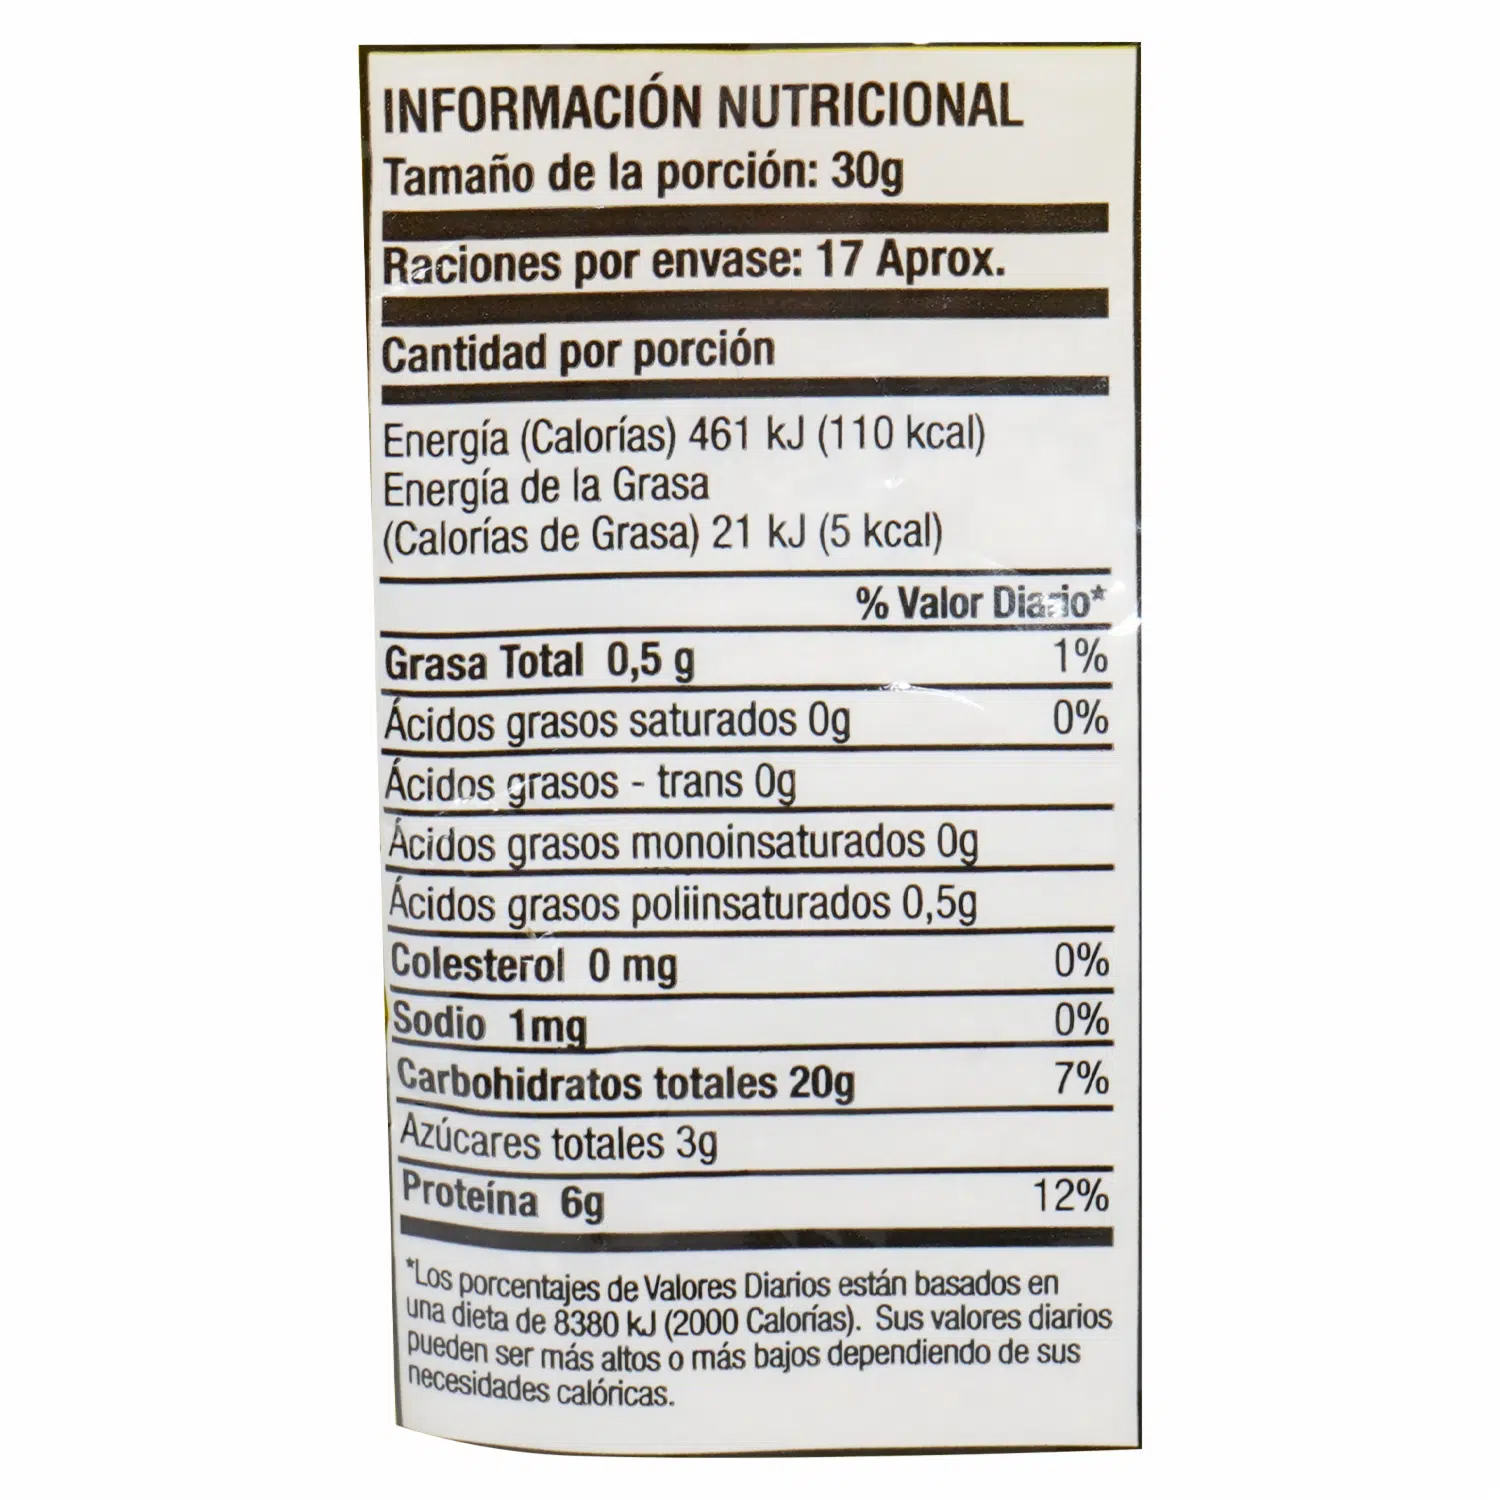 INFORMACIÓN NUTRICIONAL
Tamaño de la porción: 30g
Raciones por envase: 17 Aprox.
Cantidad por porción
Energía (Calorías) 461 kJ (110 kcal)
Energía de la Grasa
(Calorías de Grasa) 21 kJ (5 kcal)
% Valor Diario*
Grasa Total 0,5 g 1%
Ácidos grasos saturados 0g 0%
Ácidos grasos - trans 0g
Ácidos grasos monoinsaturados 0g
Ácidos grasos poliinsaturados 0,5g
Colesterol 0 mg 0%
Sodio 1mg 0%
Carbohidratos totales 20g 7%
Azúcares totales 3g
Proteína 6g 12%
*Los porcentajes de Valores Diarios están basados en
una dieta de 8380 kJ (2000 Calorías). Sus valores diarios
pueden ser más altos o más bajos dependiendo de sus
necesidades calóricas.